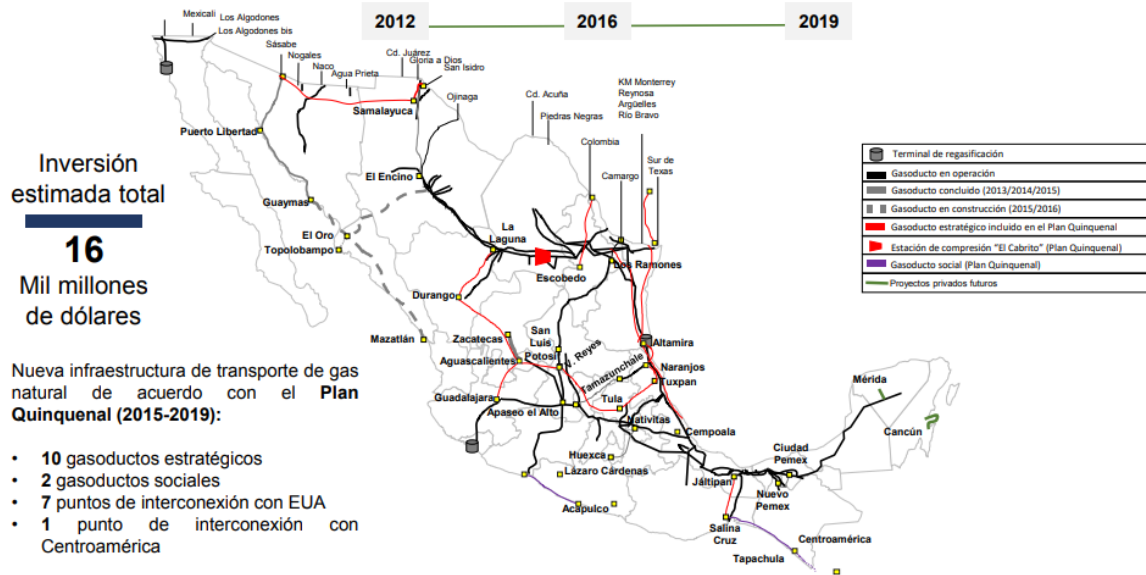 2012
2016
2019
Mexicali
Los Algodones
Los Algodones bis
Sásabe
Nogales
Naco
Agua Prieta
Cd. Juárez
Gloria a Dios
San Isidro
Samalayuca
Ojinaga
Cd. Acuña
Piedras Negras
KM Monterrey
Reynosa
Argüelles
Río Bravo
Colombia
Camargo
Sur de
Texas
Puerto Libertad
El Encino
Guaymas
El Oro
Topolobampo
La
Laguna
Escobedo
Los Ramones
Durango
Mazatlán
Zacatecas
Aguascalientes
San
Luis
Potosí
V. Reyes
Tamazunchale
Altamira
Naranjos
Tuxpan
Guadalajara
Apaseo el Alto
Tula
Nativitas
Cempoala
Huexca
Lázaro Cárdenas
Acapulco
Mérida
Cancún
Ciudad
Pemex
Jáltipan
Nuevo
Pemex
Salina
Cruz
Centroamérica
Tapachula
Inversión
estimada total
16
Mil millones
de dólares
Nueva infraestructura de transporte de gas
natural de acuerdo con el Plan
Quinquenal (2015-2019):
• 10 gasoductos estratégicos
• 2 gasoductos sociales
• 7 puntos de interconexión con EUA
• 1 punto de interconexión con
Centroamérica
Terminal de regasificación
Gasoducto en operación
Gasoducto concluido (2013/2014/2015)
Gasoducto en construcción (2015/2016)
Gasoducto estratégico incluido en el Plan Quinquenal
Estación de compresión "El Cabrito" (Plan Quinquenal)
Gasoducto social (Plan Quinquenal)
Proyectos privados futuros